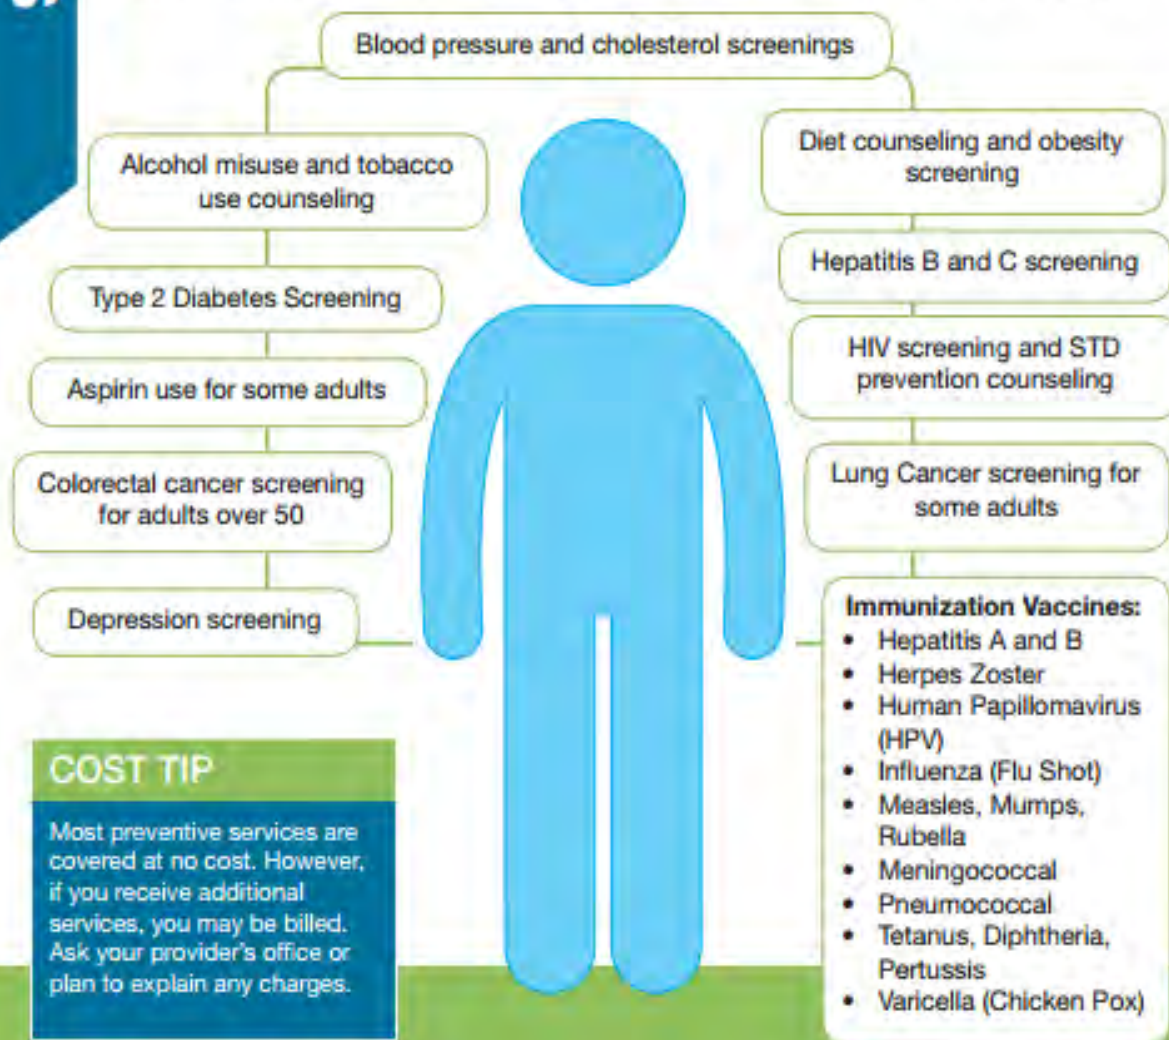 Blood pressure and cholesterol screenings
Alcohol misuse and tobacco
use counseling
Type 2 Diabetes Screening
Aspirin use for some adults
Colorectal cancer screening
for adults over 50
Depression screening
Diet counseling and obesity
screening
Hepatitis B and C screening
HIV screening and STD
prevention counseling
Lung Cancer screening for
some adults
Immunization Vaccines:
• Hepatitis A and B
• Herpes Zoster
• Human Papillomavirus
(HPV)
• Influenza (Flu Shot)
• Measles, Mumps,
Rubella
• Meningococcal
• Pneumococcal
• Tetanus, Diphtheria,
Pertussis
• Varicella (Chicken Pox)
COST TIP
Most preventive services are
covered at no cost. However,
if you receive additional
services, you may be billed.
Ask your provider's office or
plan to explain any charges.